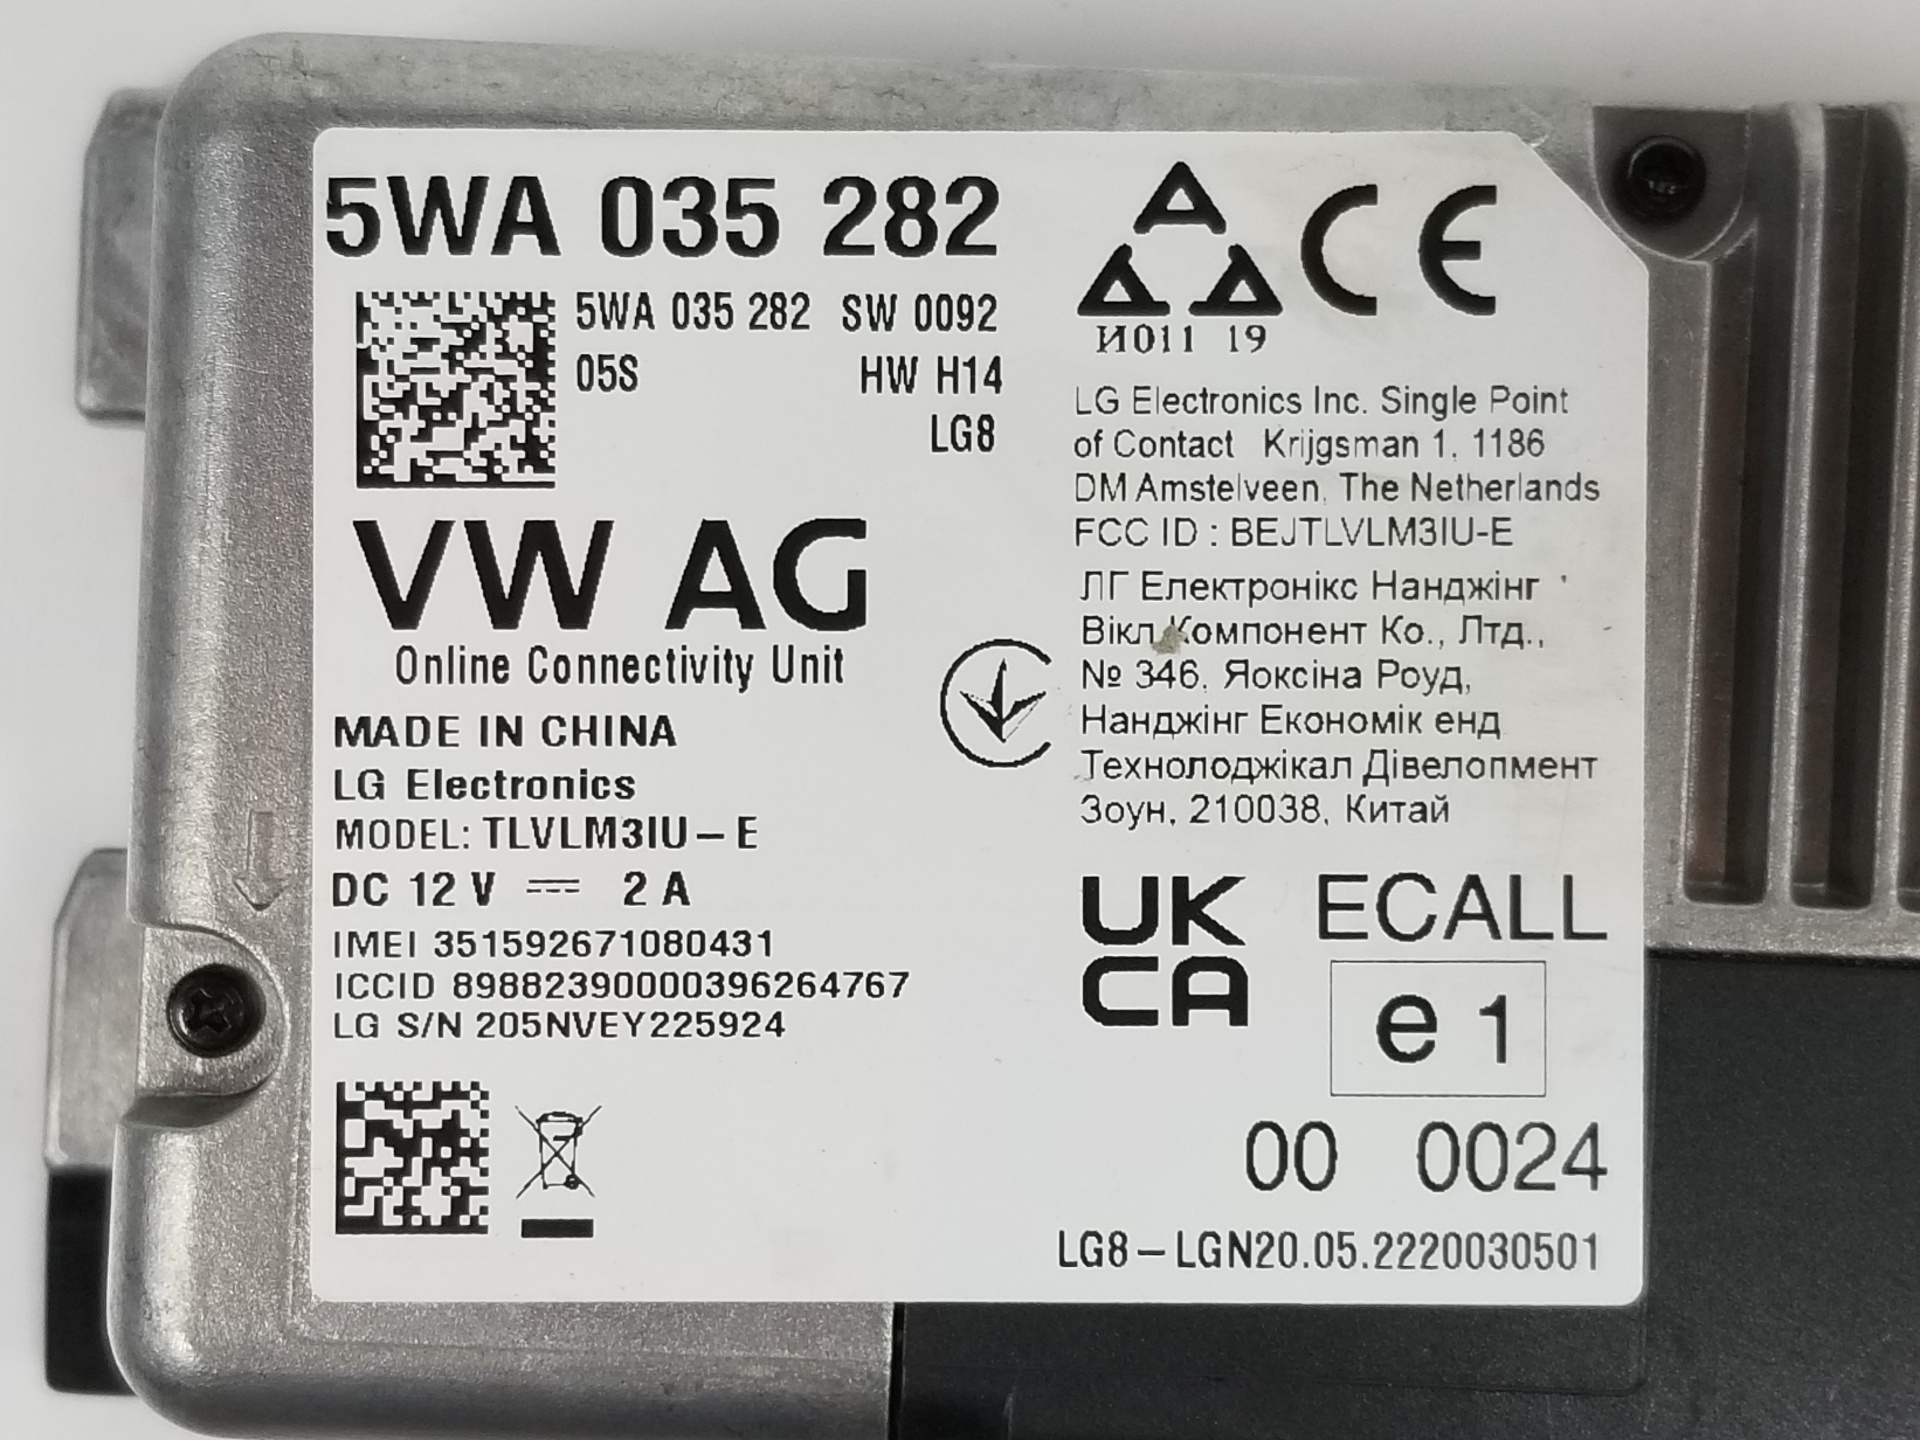 5WA 035 282
5WA 035 282 SW 0092
05S HW H14
LG8
VW AG
Online Connectivity Unit
MADE IN CHINA
LG Electronics
MODEL: TLVLM3IU-E
DC 12 V ⎓ 2 A
IMEI 351592671080431
ICCID 89882390000396264767
LG S/N 205NVEY225924
CE
И011 19
LG Electronics Inc. Single Point
of Contact Krijgsman 1, 1186
DM Amstelveen, The Netherlands
FCC ID : BEJTLVLM3IU-E
ЛГ Електронікс Нанджінг
Вікл Компонент Ко., Лтд.,
№ 346, Яоксіна Роуд,
Нанджінг Економік енд
Технолоджікал Дівелопмент
Зоун, 210038, Китай
UK
CA
ECALL
e 1
00 0024
LG8-LGN20.05.2220030501